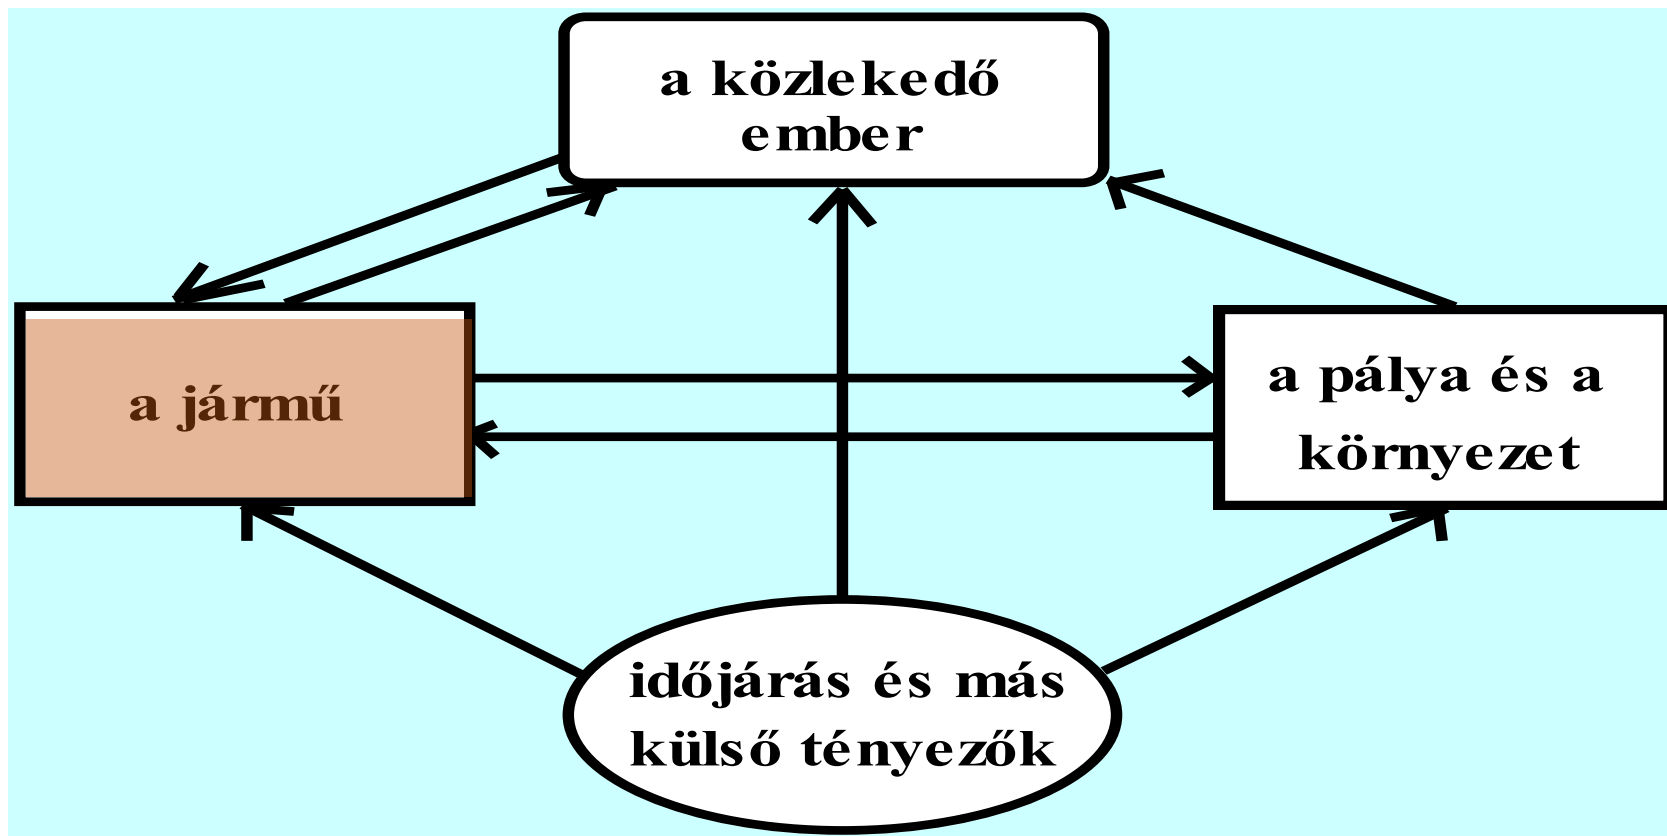 a közlekedő
ember
a jármű
a pálya és a
környezet
időjárás és más
külső tényezők